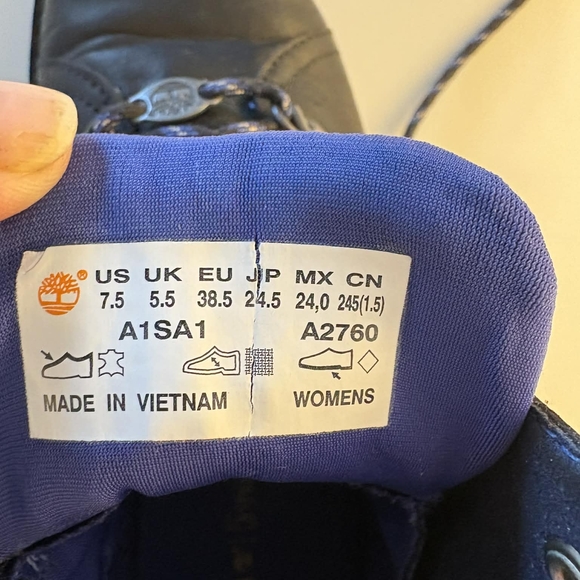 ® US UK EU JP MX CN
7.5 5.5 38.5 24.5 24,0 245(1.5)
A1SA1 A2760
MADE IN VIETNAM WOMENS